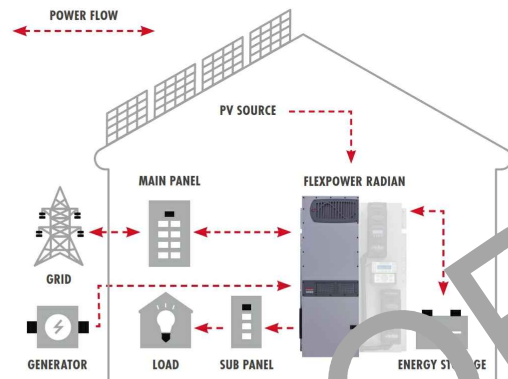 POWER FLOW
PV SOURCE
MAIN PANEL
FLEXPOWER RADIAN
GRID
GENERATOR
LOAD
SUB PANEL
ENERGY